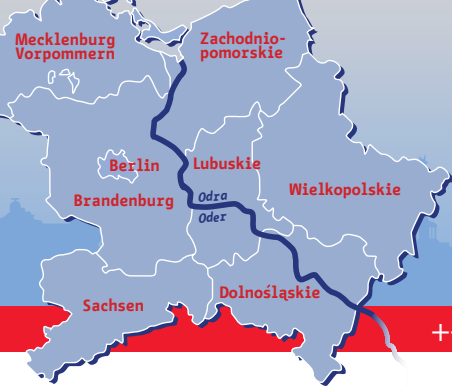 Mecklenburg
Vorpommern
Zachodnio-
pomorskie
Berlin
Lubuskie
Brandenburg
Wielkopolskie
Odra
Oder
Sachsen
Dolnośląskie